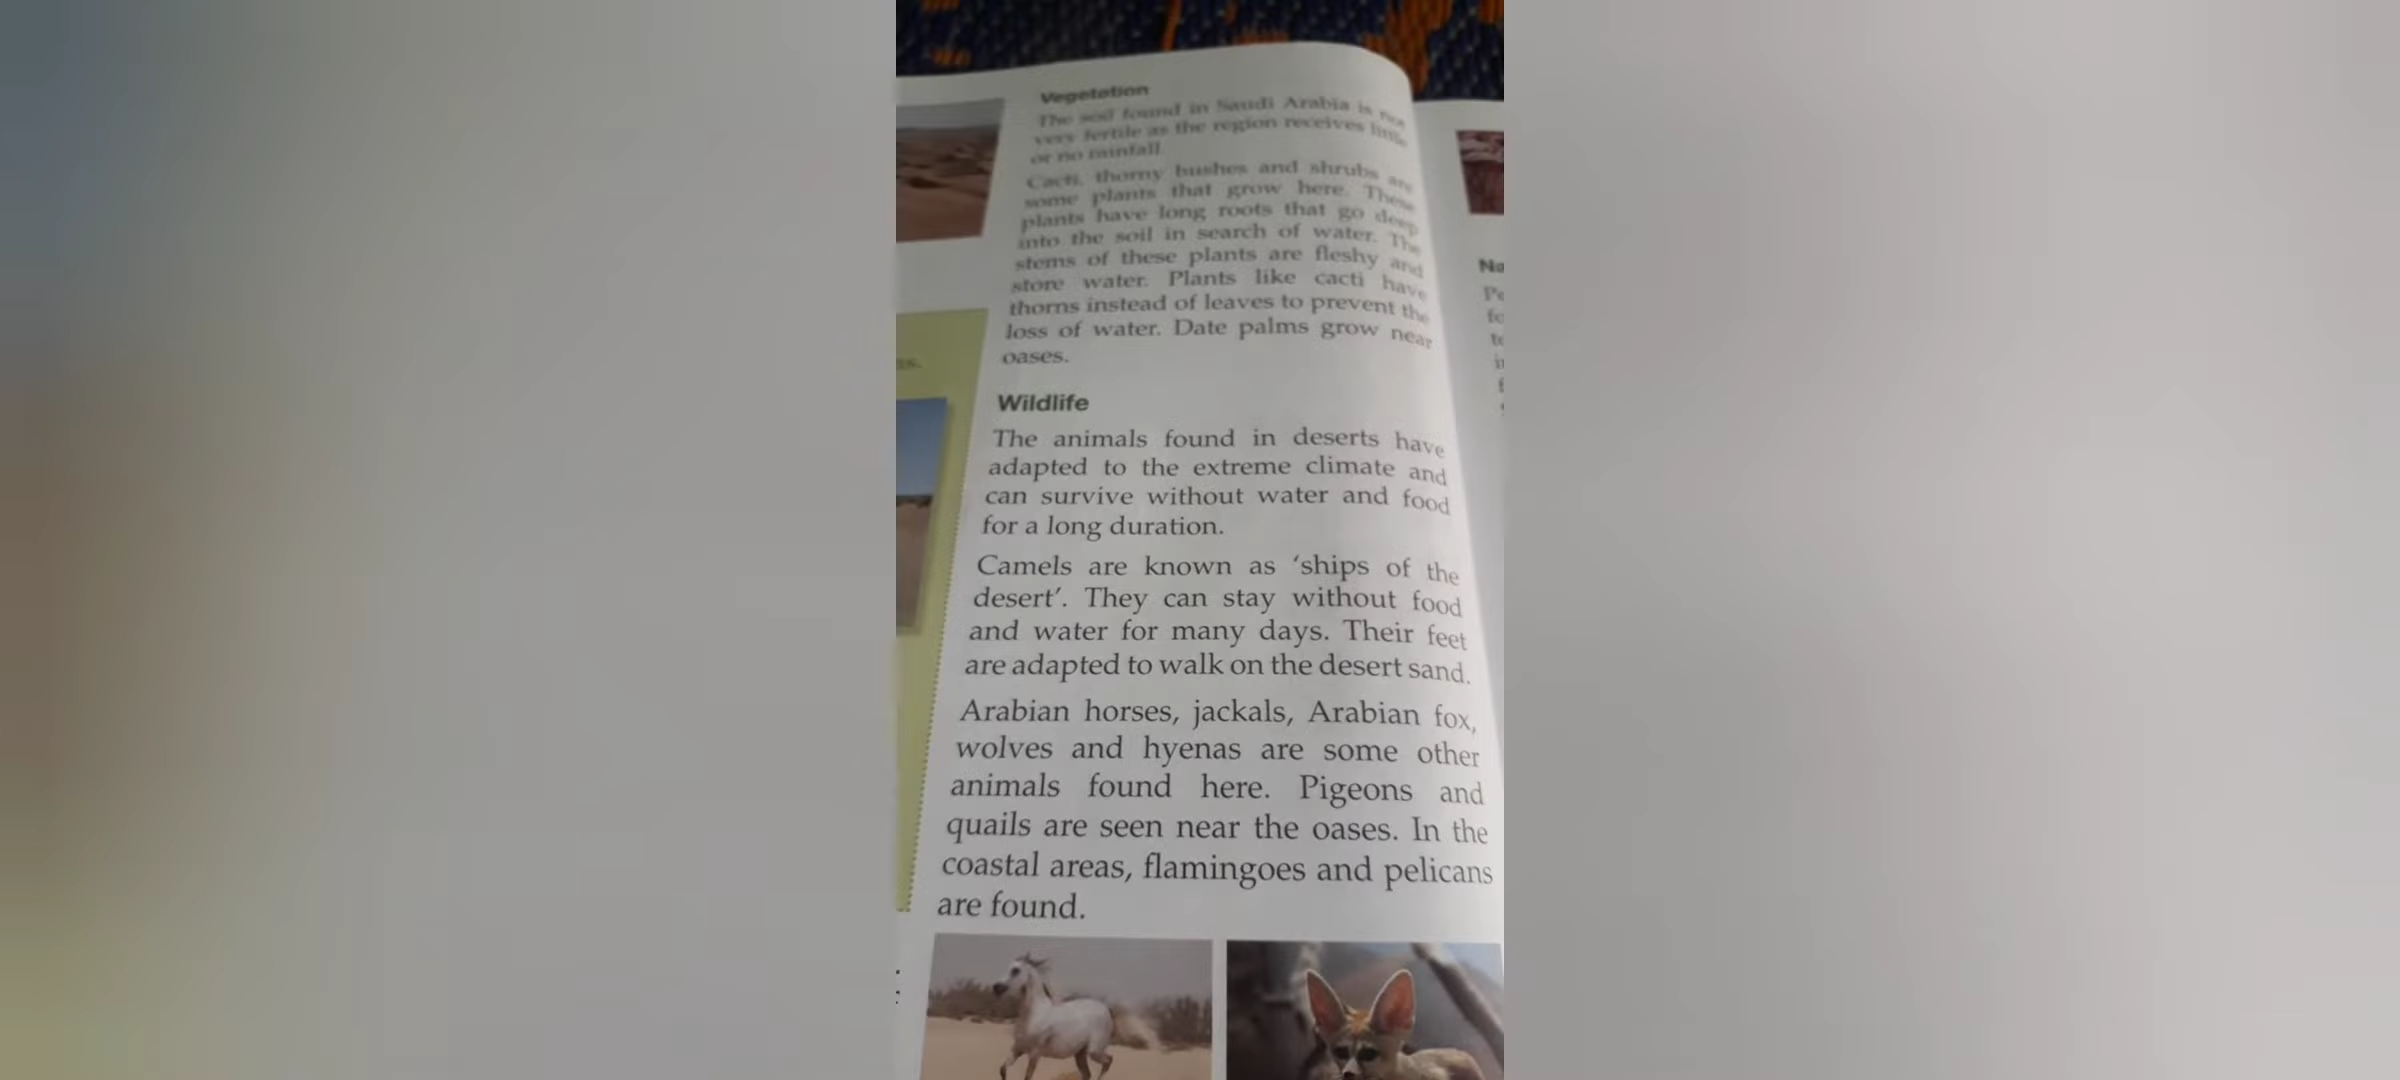 Vegetation
The soil found in Saudi Arabia is not
very fertile as the region receives little
or no rainfall.
Cacti, thorny bushes and shrubs are
some plants that grow here. These
plants have long roots that go deep
into the soil in search of water. The
stems of these plants are fleshy and
store water. Plants like cacti have
thorns instead of leaves to prevent the
loss of water. Date palms grow near
oases.
Wildlife
The animals found in deserts have
adapted to the extreme climate and
can survive without water and food
for a long duration.
Camels are known as ‘ships of the
desert’. They can stay without food
and water for many days. Their feet
are adapted to walk on the desert sand.
Arabian horses, jackals, Arabian fox,
wolves and hyenas are some other
animals found here. Pigeons and
quails are seen near the oases. In the
coastal areas, flamingoes and pelicans
are found.